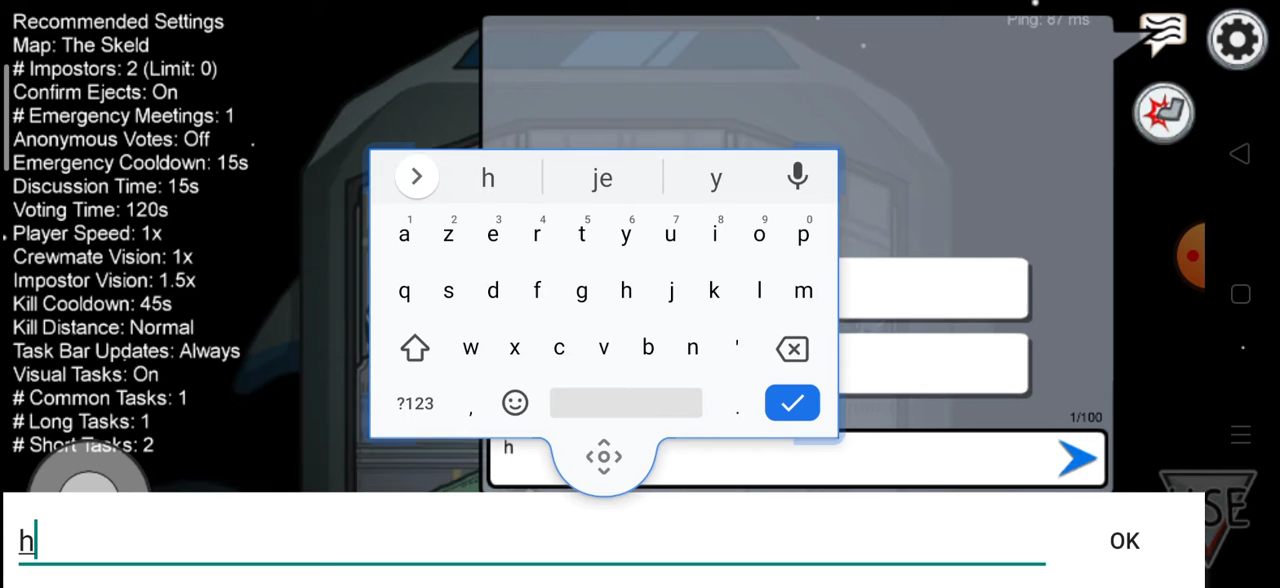 Recommended Settings
Map: The Skeld
# Impostors: 2 (Limit: 0)
Confirm Ejects: On
# Emergency Meetings: 1
Anonymous Votes: Off
Emergency Cooldown: 15s
Discussion Time: 15s
Voting Time: 120s
Player Speed: 1x
Crewmate Vision: 1x
Impostor Vision: 1.5x
Kill Cooldown: 45s
Kill Distance: Normal
Task Bar Updates: Always
Visual Tasks: On
# Common Tasks: 1
# Long Tasks: 1
# Short Tasks: 2
Ping: 87 ms
h je y
1 2 3 4 5 6 7 8 9 0
a z e r t y u i o p
q s d f g h j k l m
w x c v b n '
?123 , .
1/100
h
USE
h
OK